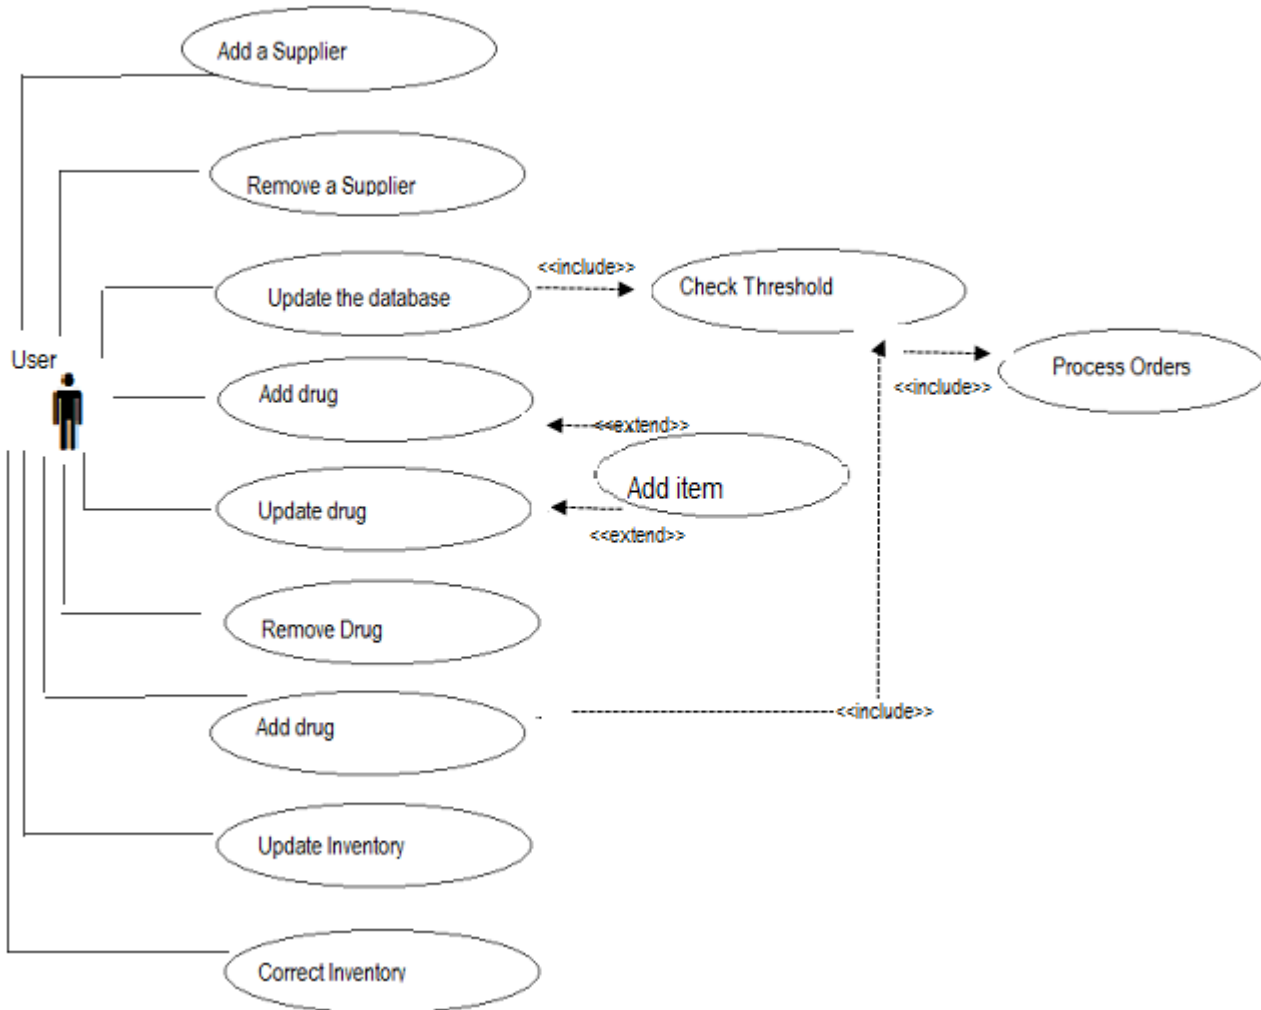 Add a Supplier
Remove a Supplier
<<include>>
Update the database
Check Threshold
User
Process Orders
<<include>>
Add drug
<<extend>>
Add item
Update drug
<<extend>>
Remove Drug
Add drug
<<include>>
Update Inventory
Correct Inventory